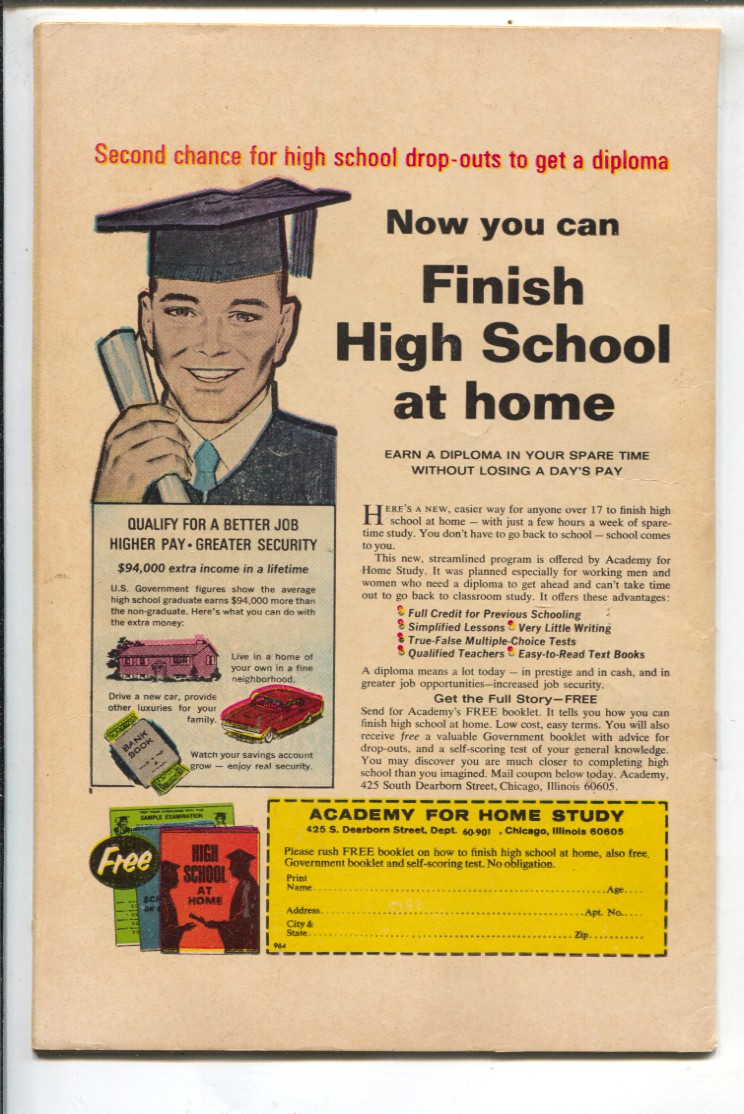 Second chance for high school drop-outs to get a diploma
Now you can
Finish
High School
at home
EARN A DIPLOMA IN YOUR SPARE TIME
WITHOUT LOSING A DAY'S PAY
QUALIFY FOR A BETTER JOB
HIGHER PAY • GREATER SECURITY
$94,000 extra income in a lifetime
U.S. Government figures show the average
high school graduate earns $94,000 more than
the non-graduate. Here's what you can do with
the extra money:
Live in a home of
your own in a fine
neighborhood.
Drive a new car, provide
other luxuries for your
family.
BANK
BOOK
Watch your savings account
grow — enjoy real security.
HERE'S A NEW, easier way for anyone over 17 to finish high
school at home — with just a few hours a week of spare-
time study. You don't have to go back to school — school comes
to you.
This new, streamlined program is offered by Academy for
Home Study. It was planned especially for working men and
women who need a diploma to get ahead and can't take time
out to go back to classroom study. It offers these advantages:
Full Credit for Previous Schooling
Simplified Lessons Very Little Writing
True-False Multiple-Choice Tests
Qualified Teachers Easy-to-Read Text Books
A diploma means a lot today — in prestige and in cash, and in
greater job opportunities—increased job security.
Get the Full Story—FREE
Send for Academy's FREE booklet. It tells you how you can
finish high school at home. Low cost, easy terms. You will also
receive free a valuable Government booklet with advice for
drop-outs, and a self-scoring test of your general knowledge.
You may discover you are much closer to completing high
school than you imagined. Mail coupon below today. Academy,
425 South Dearborn Street, Chicago, Illinois 60605.
SAMPLE EXAMINATION
Free
HIGH
SCHOOL
AT
HOME
ACADEMY FOR HOME STUDY
425 S. Dearborn Street, Dept. 60-901 , Chicago, Illinois 60605
Please rush FREE booklet on how to finish high school at home, also free
Government booklet and self-scoring test. No obligation.
Print
Name Age
Address Apt. No.
City &
State Zip
964